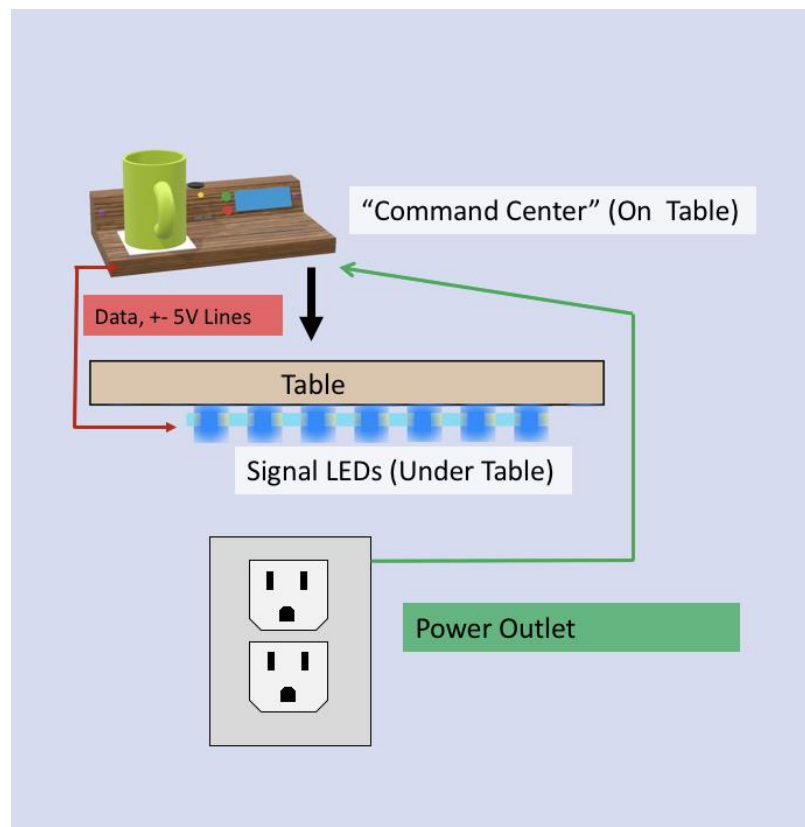 “Command Center” (On Table)
Data, +- 5V Lines
Table
Signal LEDs (Under Table)
Power Outlet